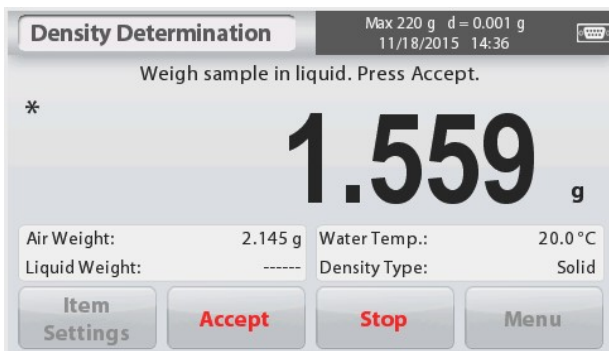 Density Determination
Max 220 g d = 0.001 g
11/18/2015 14:36
Weigh sample in liquid. Press Accept.
*
1.559 g
Air Weight: 2.145 g Water Temp.: 20.0 °C
Liquid Weight: ------ Density Type: Solid
Item Settings
Accept
Stop
Menu